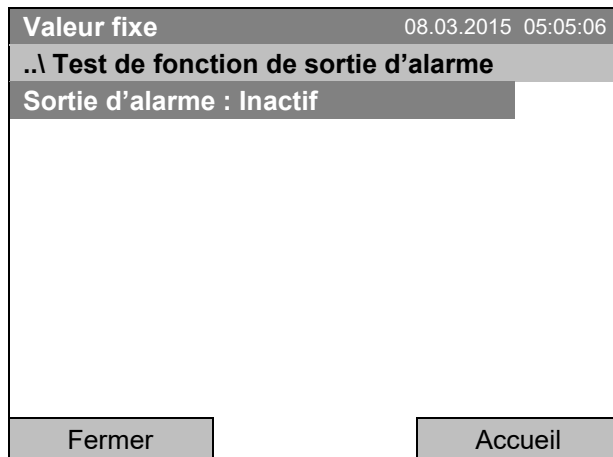 Valeur fixe 08.03.2015 05:05:06
..\ Test de fonction de sortie d’alarme
Sortie d’alarme : Inactif
Fermer Accueil